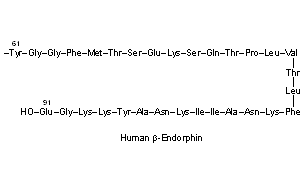 61
–Tyr–Gly–Gly–Phe–Met–Thr–Ser–Glu–Lys–Ser–Gln–Thr–Pro–Leu–Val
Thr
Leu
91
HO–Glu–Gly–Lys–Lys–Tyr–Ala–Asn–Lys–Ile–Ile–Ala–Asn–Lys–Phe
Human β-Endorphin